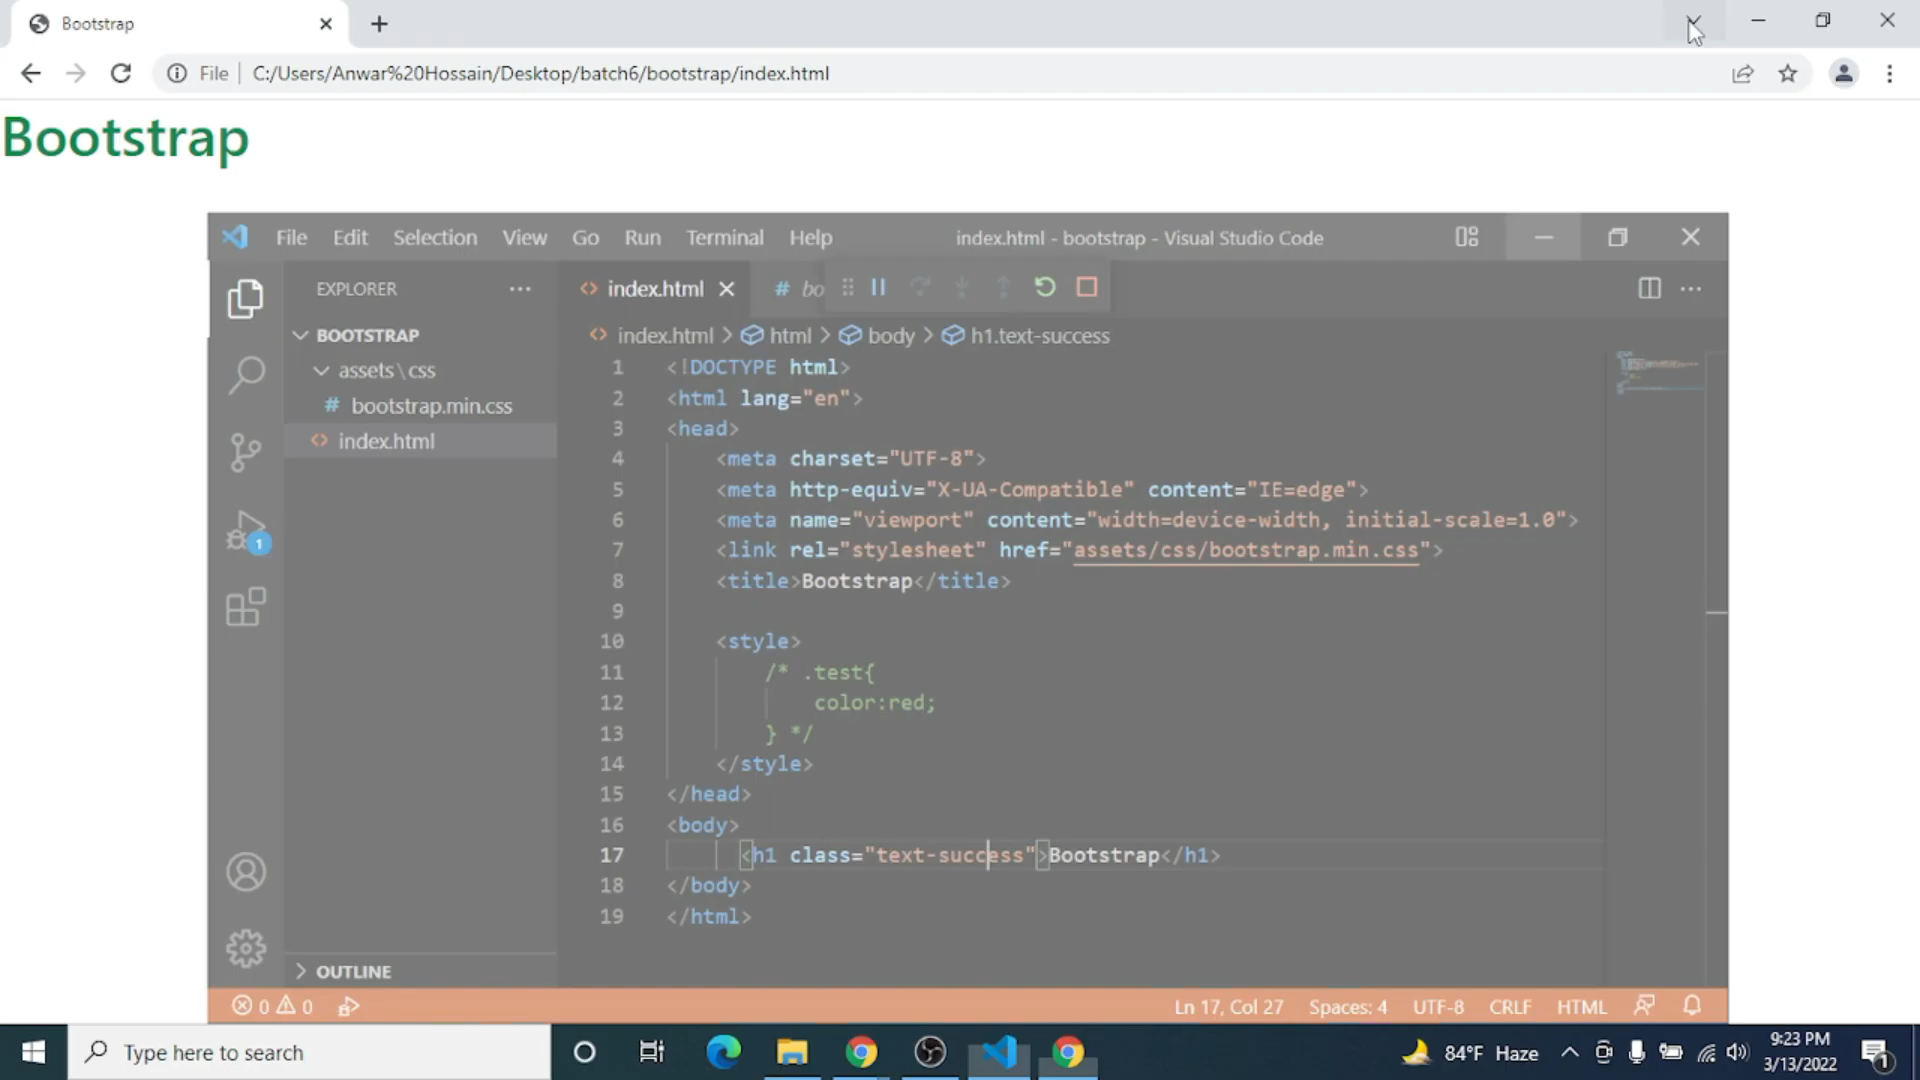 Bootstrap
File
C:/Users/Anwar%20Hossain/Desktop/batch6/bootstrap/index.html
Bootstrap
File Edit Selection View Go Run Terminal Help
index.html - bootstrap - Visual Studio Code
EXPLORER
index.html
# bo
BOOTSTRAP
index.html > html > body > h1.text-success
assets\css
# bootstrap.min.css
index.html
1 <!DOCTYPE html>
2 <html lang="en">
3 <head>
4 <meta charset="UTF-8">
5 <meta http-equiv="X-UA-Compatible" content="IE=edge">
6 <meta name="viewport" content="width=device-width, initial-scale=1.0">
7 <link rel="stylesheet" href="assets/css/bootstrap.min.css">
8 <title>Bootstrap</title>
9
10 <style>
11 /* .test{
12 color:red;
13 } */
14 </style>
15 </head>
16 <body>
17 <h1 class="text-success">Bootstrap</h1>
18 </body>
19 </html>
1
OUTLINE
0 0
Ln 17, Col 27 Spaces: 4 UTF-8 CRLF HTML
Type here to search
84°F Haze
9:23 PM
3/13/2022
1